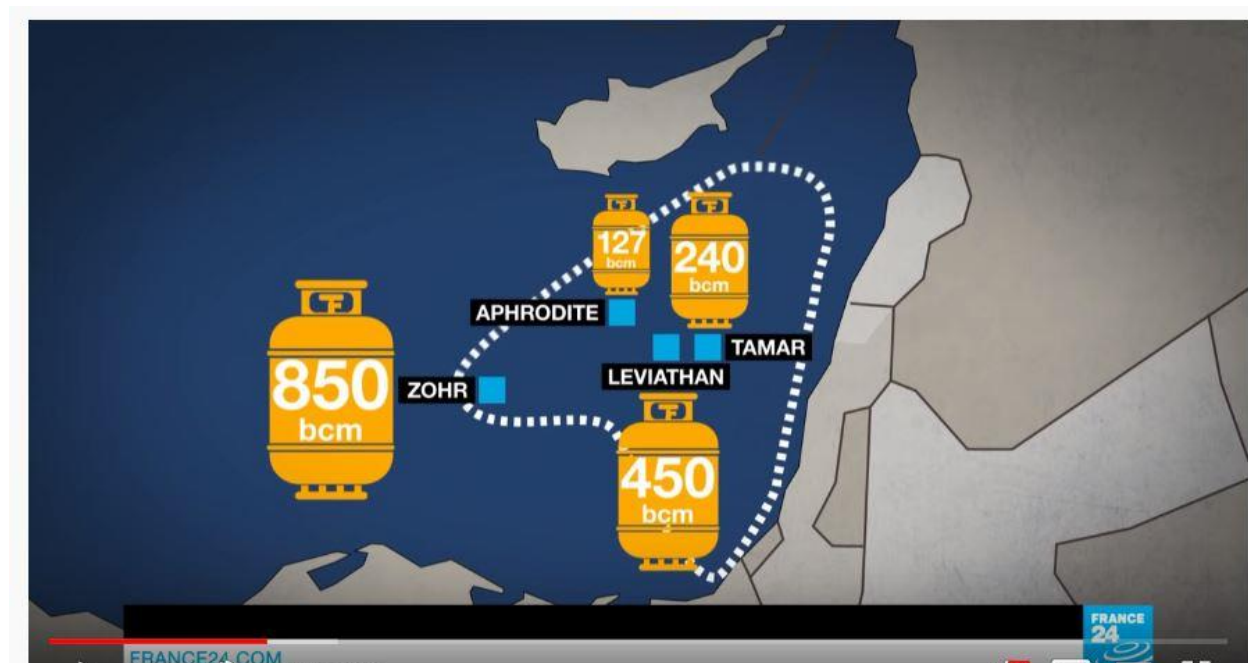 127
bcm
240
bcm
APHRODITE
TAMAR
LEVIATHAN
850
bcm
ZOHR
450
bcm
FRANCE
24
FRANCE24.COM